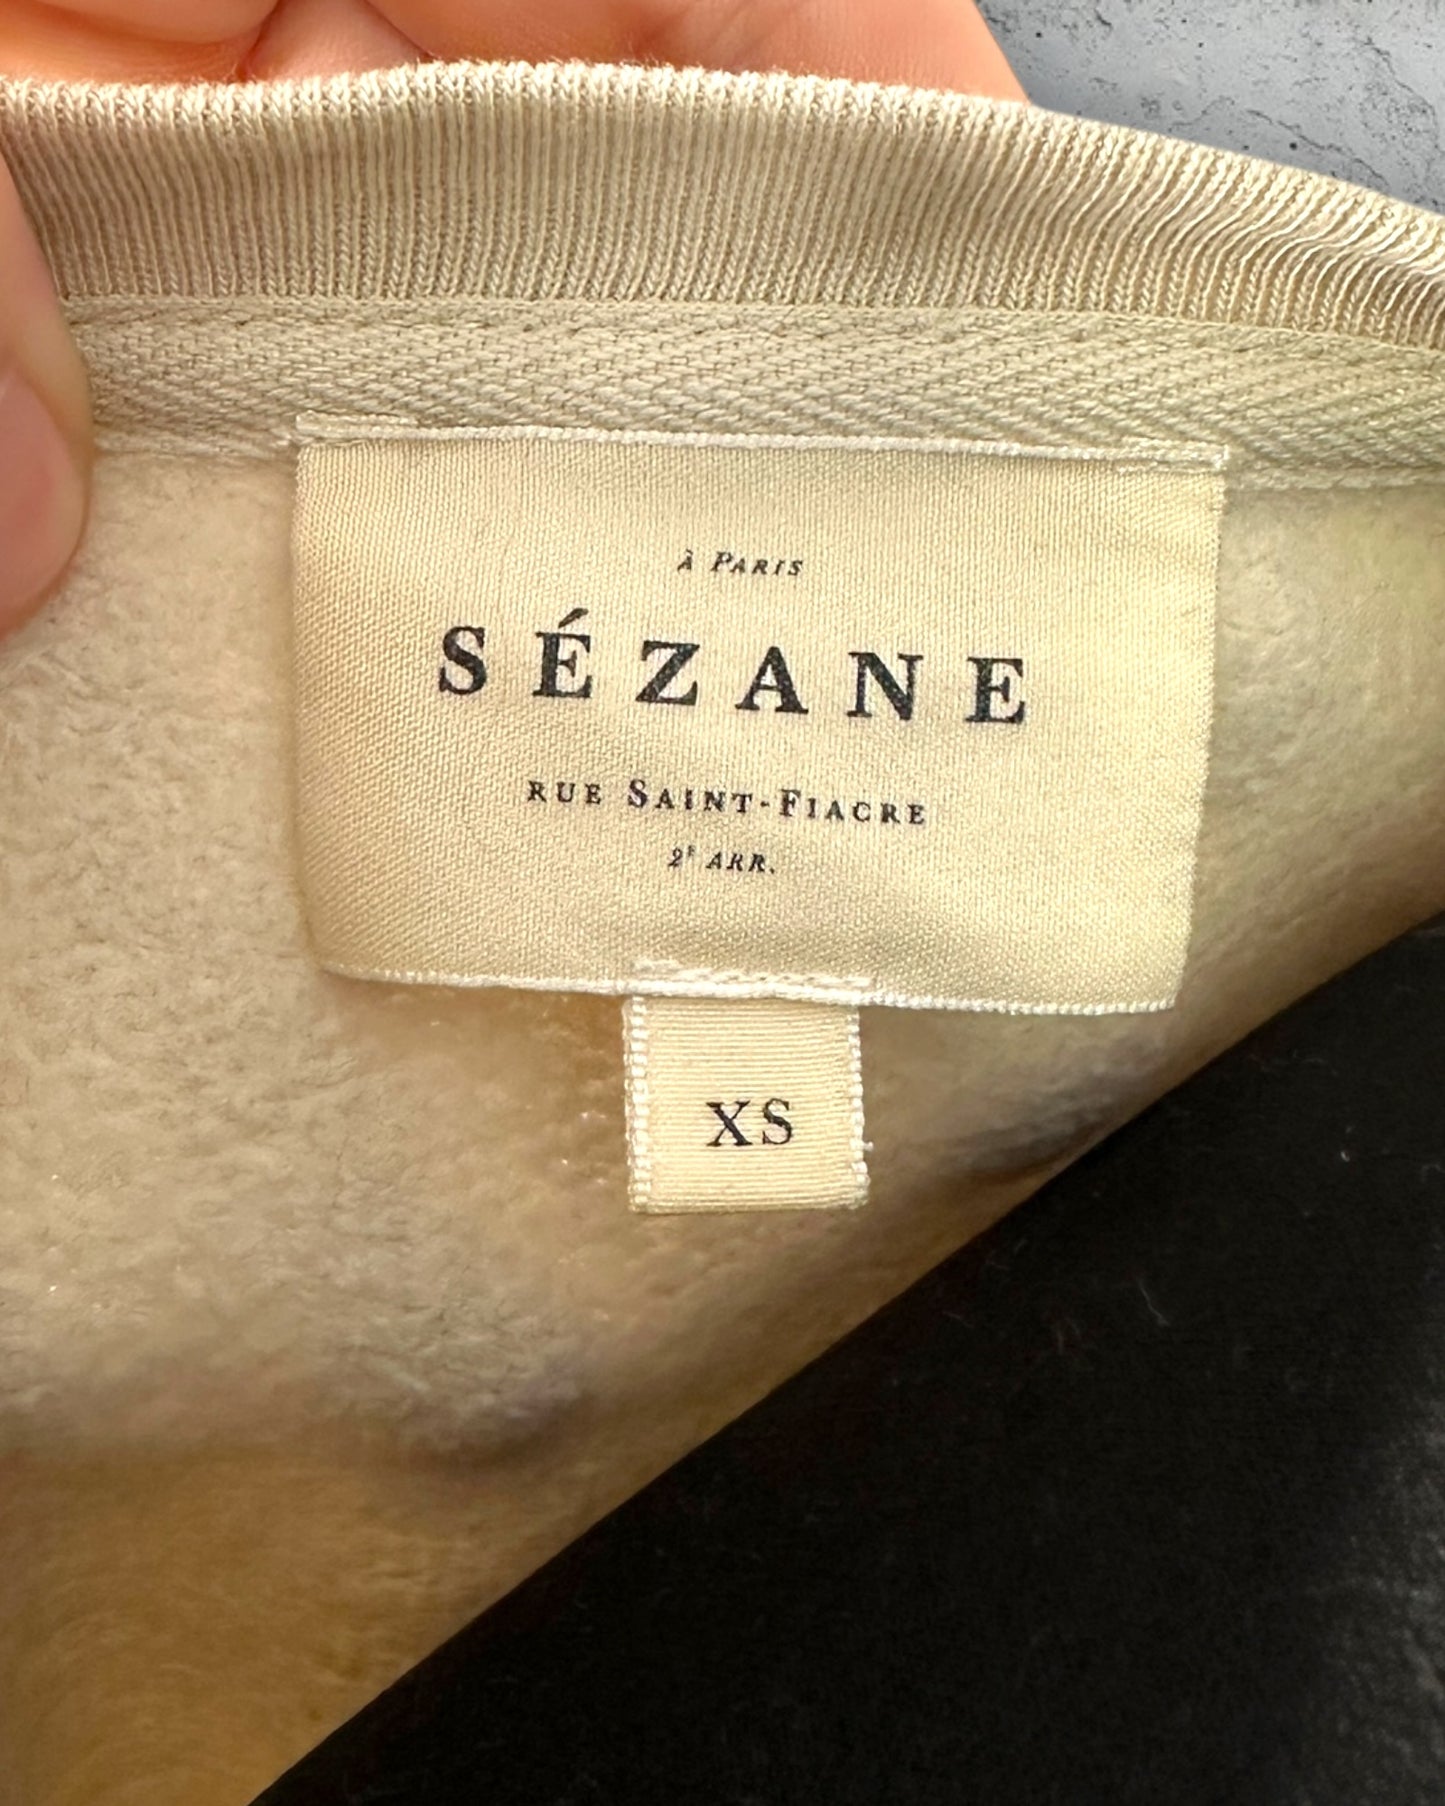 À PARIS
SÉZANE
RUE SAINT-FIACRE
2E ARR.
XS